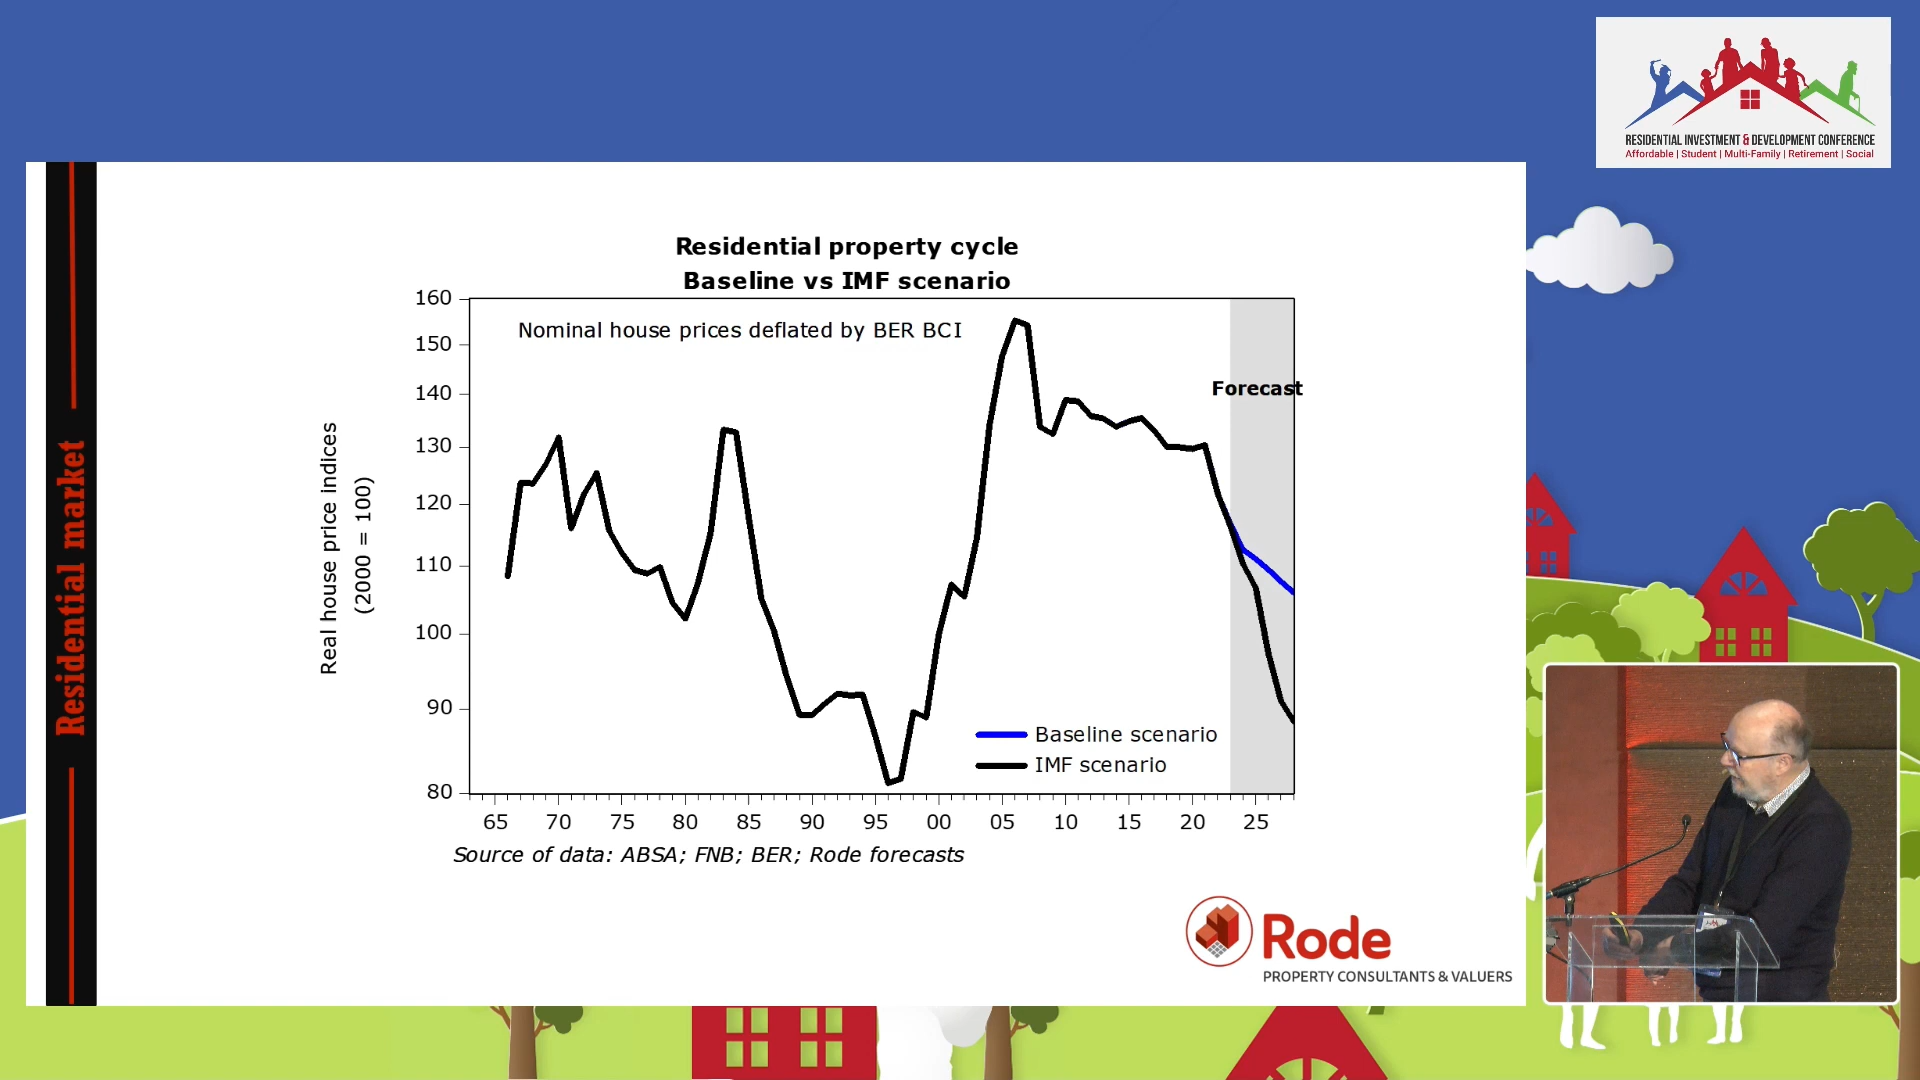 RESIDENTIAL INVESTMENT & DEVELOPMENT CONFERENCE
Affordable | Student | Multi-Family | Retirement | Social
Residential market
Residential property cycle
Baseline vs IMF scenario
Nominal house prices deflated by BER BCI
Forecast
Real house price indices
(2000 = 100)
160
150
140
130
120
110
100
90
80
Baseline scenario
IMF scenario
65 70 75 80 85 90 95 00 05 10 15 20 25
Source of data: ABSA; FNB; BER; Rode forecasts
Rode
PROPERTY CONSULTANTS & VALUERS